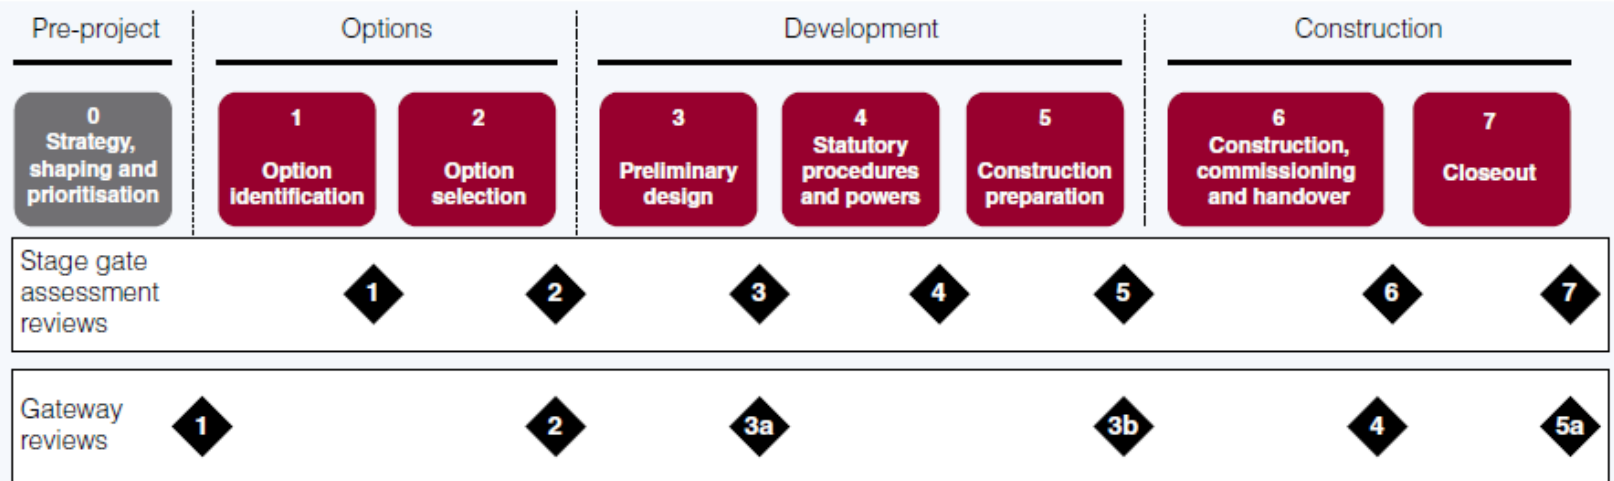 Pre-project
Options
Development
Construction
0
Strategy,
shaping and
prioritisation
1
Option
identification
2
Option
selection
3
Preliminary
design
4
Statutory
procedures
and powers
5
Construction
preparation
6
Construction,
commissioning
and handover
7
Closeout
Stage gate
assessment
reviews
1
2
3
4
5
6
7
Gateway
reviews
1
2
3a
3b
4
5a